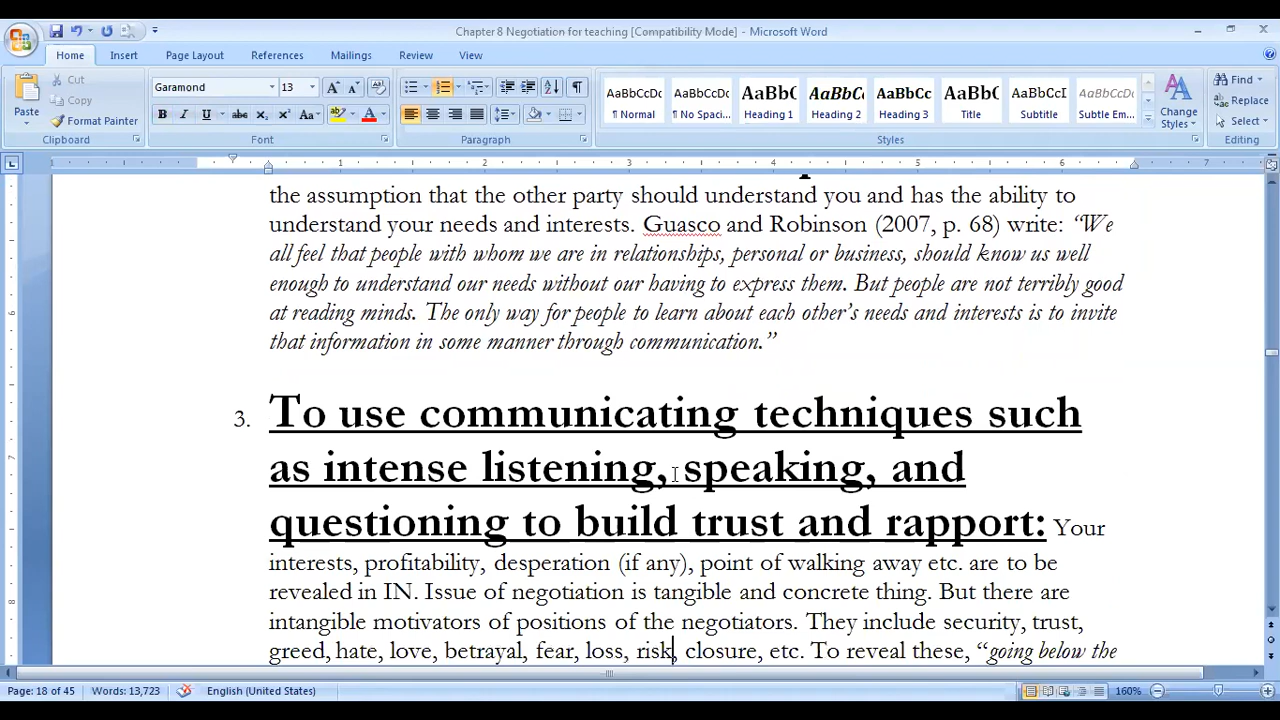 Chapter 8 Negotiation for teaching [Compatibility Mode] - Microsoft Word
Home Insert Page Layout References Mailings Review View
Paste Cut Copy Format Painter Clipboard
Garamond 13 Font
Paragraph
AaBbCcDc ¶ Normal AaBbCcDc ¶ No Spaci... AaBbC Heading 1 AaBbCc Heading 2 AaBbCc Heading 3 AaBbC Title AaBbCcI Subtitle AaBbCcDc Subtle Em... Change Styles Styles
Find Replace Select Editing
1 2 3 4 5 6 7
the assumption that the other party should understand you and has the ability to
understand your needs and interests. Guasco and Robinson (2007, p. 68) write: “We
all feel that people with whom we are in relationships, personal or business, should know us well
enough to understand our needs without our having to express them. But people are not terribly good
at reading minds. The only way for people to learn about each other’s needs and interests is to invite
that information in some manner through communication.”
3. To use communicating techniques such
as intense listening, speaking, and
questioning to build trust and rapport: Your
interests, profitability, desperation (if any), point of walking away etc. are to be
revealed in IN. Issue of negotiation is tangible and concrete thing. But there are
intangible motivators of positions of the negotiators. They include security, trust,
greed, hate, love, betrayal, fear, loss, risk, closure, etc. To reveal these, “going below the
Page: 18 of 45 Words: 13,723 English (United States) 160%